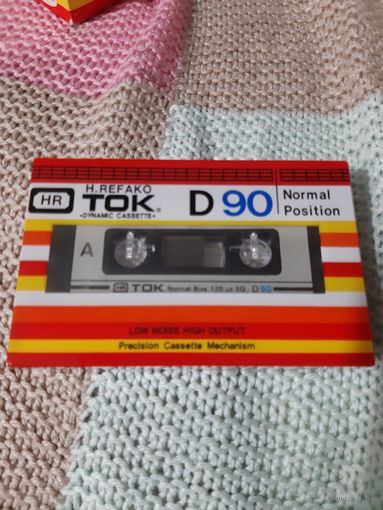 H.REFAKO
HR TOK®
•DYNAMIC CASSETTE•
D 90
Normal
Position
A
HR TOK Normal Bias 120 µs EQ D90
LOW NOISE HIGH OUTPUT
Precision Cassette Mechanism